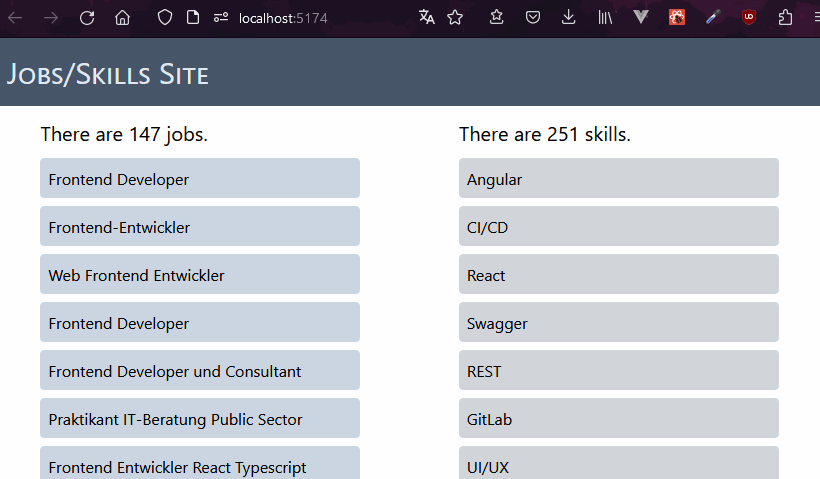 localhost:5174
Jobs/Skills Site
There are 147 jobs.
Frontend Developer
Frontend-Entwickler
Web Frontend Entwickler
Frontend Developer
Frontend Developer und Consultant
Praktikant IT-Beratung Public Sector
Frontend Entwickler React Typescript
There are 251 skills.
Angular
CI/CD
React
Swagger
REST
GitLab
UI/UX